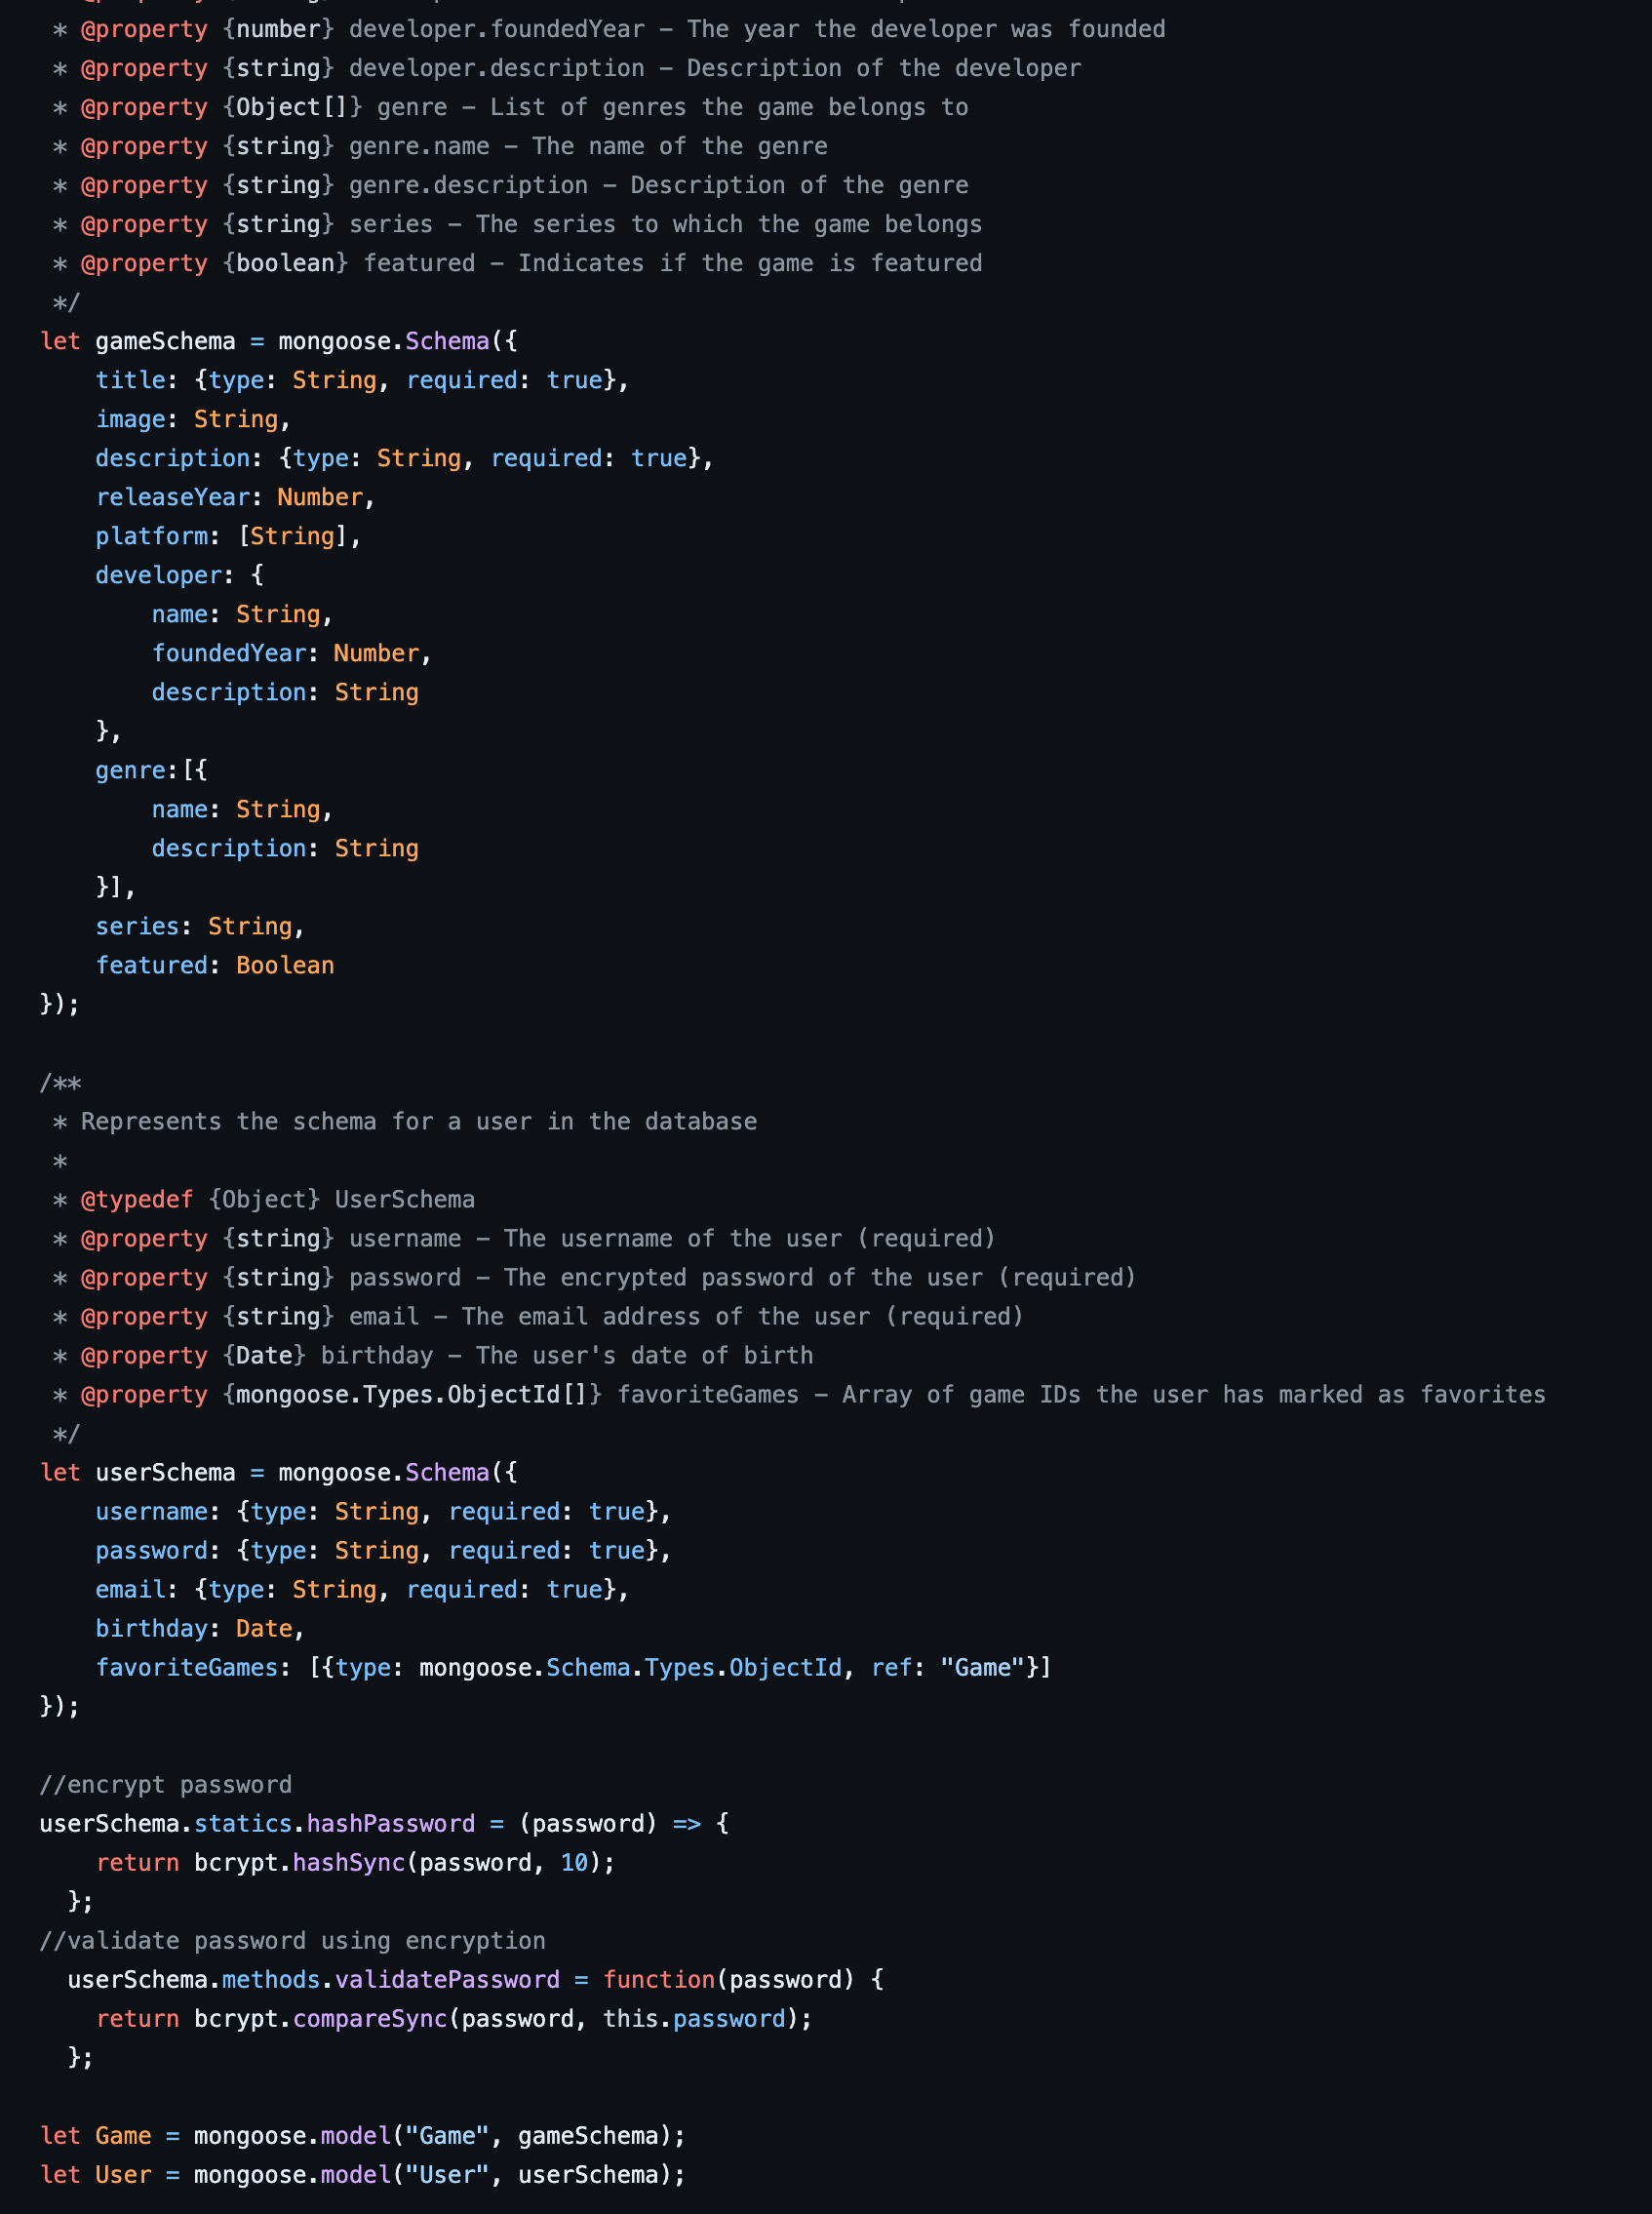 * @property {number} developer.foundedYear – The year the developer was founded
 * @property {string} developer.description – Description of the developer
 * @property {Object[]} genre – List of genres the game belongs to
 * @property {string} genre.name – The name of the genre
 * @property {string} genre.description – Description of the genre
 * @property {string} series – The series to which the game belongs
 * @property {boolean} featured – Indicates if the game is featured
 */
let gameSchema = mongoose.Schema({
    title: {type: String, required: true},
    image: String,
    description: {type: String, required: true},
    releaseYear: Number,
    platform: [String],
    developer: {
        name: String,
        foundedYear: Number,
        description: String
    },
    genre:[{
        name: String,
        description: String
    }],
    series: String,
    featured: Boolean
});

/**
 * Represents the schema for a user in the database
 *
 * @typedef {Object} UserSchema
 * @property {string} username – The username of the user (required)
 * @property {string} password – The encrypted password of the user (required)
 * @property {string} email – The email address of the user (required)
 * @property {Date} birthday – The user's date of birth
 * @property {mongoose.Types.ObjectId[]} favoriteGames – Array of game IDs the user has marked as favorites
 */
let userSchema = mongoose.Schema({
    username: {type: String, required: true},
    password: {type: String, required: true},
    email: {type: String, required: true},
    birthday: Date,
    favoriteGames: [{type: mongoose.Schema.Types.ObjectId, ref: "Game"}]
});

//encrypt password
userSchema.statics.hashPassword = (password) => {
    return bcrypt.hashSync(password, 10);
  };
//validate password using encryption
  userSchema.methods.validatePassword = function(password) {
    return bcrypt.compareSync(password, this.password);
  };

let Game = mongoose.model("Game", gameSchema);
let User = mongoose.model("User", userSchema);